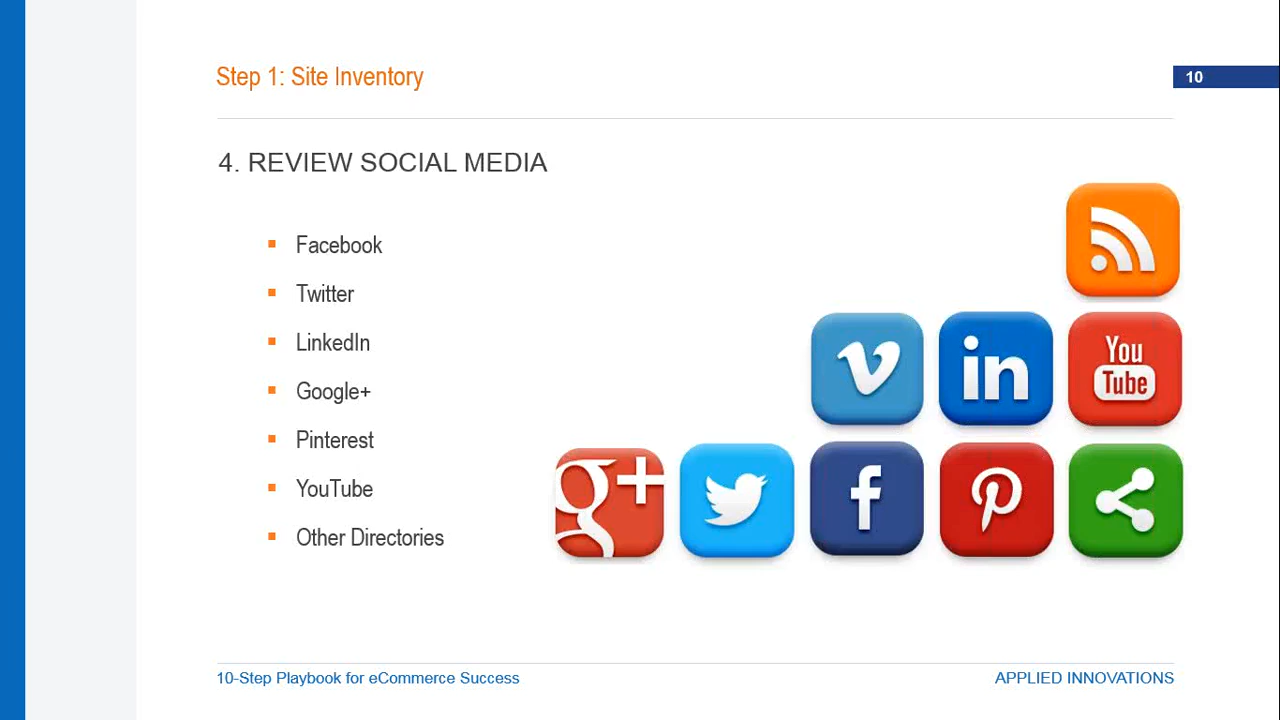 Step 1: Site Inventory
10
4. REVIEW SOCIAL MEDIA
Facebook
Twitter
LinkedIn
Google+
Pinterest
YouTube
Other Directories
in
You
Tube
g+
f
10-Step Playbook for eCommerce Success
APPLIED INNOVATIONS